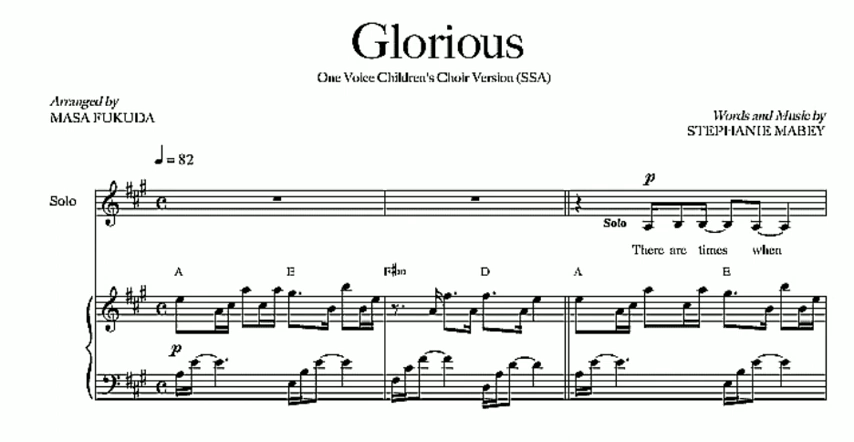 Glorious
One Voice Children's Choir Version (SSA)
Arranged by
MASA FUKUDA
Words and Music by
STEPHANIE MABEY
♩ = 82
p
Solo
Solo
There are times when
A E F#m D A E
p